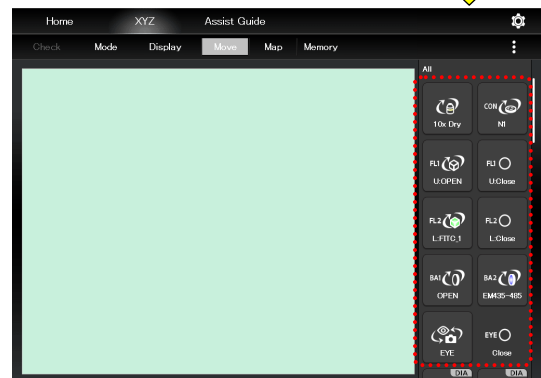 Home XYZ Assist Guide
Check Mode Display Move Map Memory
All
10x Dry
CON
N1
FL1
U:OPEN
FL1
U:Close
FL2
L:FITC_1
FL2
L:Close
BA1
OPEN
BA2
EM435-485
EYE
EYE
Close
DIA DIA